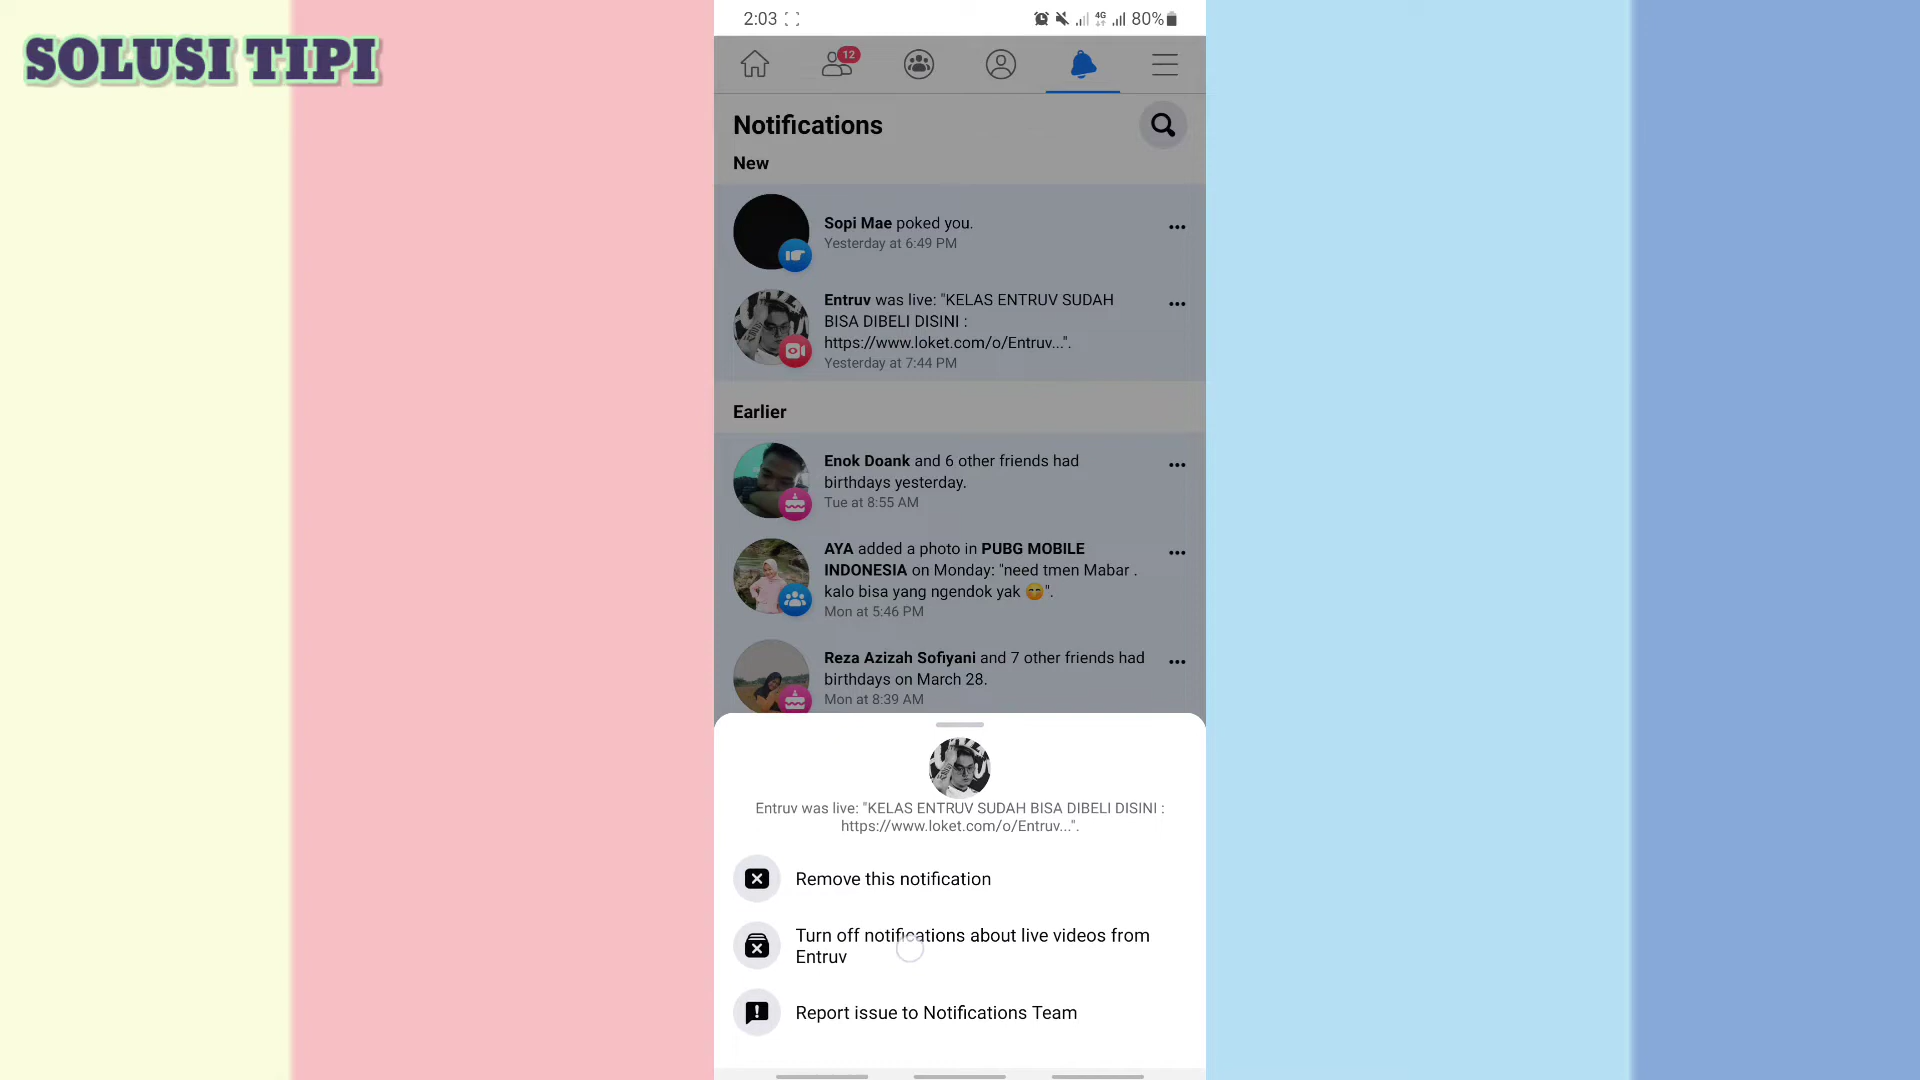 SOLUSI TIPI
2:03
4G
80%
12
Notifications
New
Sopi Mae poked you.
Yesterday at 6:49 PM
Entruv was live: "KELAS ENTRUV SUDAH
BISA DIBELI DISINI :
https://www.loket.com/o/Entruv...".
Yesterday at 7:44 PM
Earlier
Enok Doank and 6 other friends had
birthdays yesterday.
Tue at 8:55 AM
AYA added a photo in PUBG MOBILE
INDONESIA on Monday: "need tmen Mabar .
kalo bisa yang ngendok yak 😊".
Mon at 5:46 PM
Reza Azizah Sofiyani and 7 other friends had
birthdays on March 28.
Mon at 8:39 AM
Entruv was live: "KELAS ENTRUV SUDAH BISA DIBELI DISINI :
https://www.loket.com/o/Entruv...".
Remove this notification
Turn off notifications about live videos from
Entruv
Report issue to Notifications Team